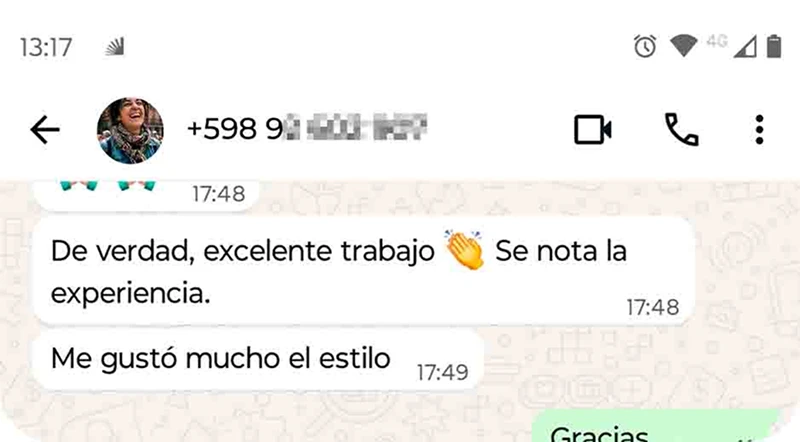 13:17
4G
+598 9
17:48
De verdad, excelente trabajo 👏 Se nota la
experiencia.
17:48
Me gustó mucho el estilo
17:49
Gracias